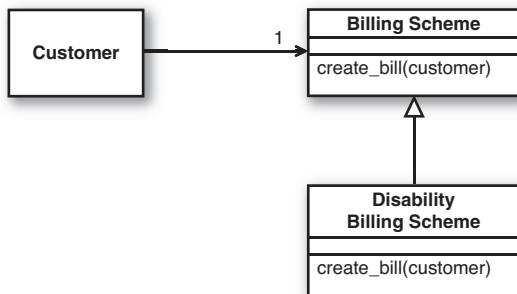 Customer
1
Billing Scheme
create_bill(customer)
Disability
Billing Scheme
create_bill(customer)